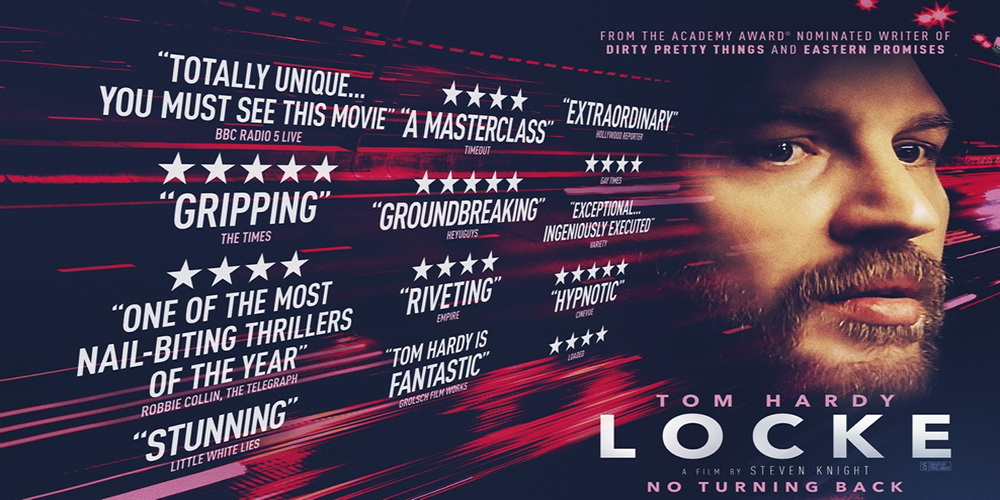 FROM THE ACADEMY AWARD® NOMINATED WRITER OF
DIRTY PRETTY THINGS AND EASTERN PROMISES
“TOTALLY UNIQUE...
YOU MUST SEE THIS MOVIE”
BBC RADIO 5 LIVE
★★★★★
“GRIPPING”
THE TIMES
★★★★
“ONE OF THE MOST
NAIL-BITING THRILLERS
OF THE YEAR”
ROBBIE COLLIN, THE TELEGRAPH
“STUNNING”
LITTLE WHITE LIES
★★★★
“A MASTERCLASS”
TIMEOUT
★★★★★
“GROUNDBREAKING”
HEYUGUYS
★★★★
“RIVETING”
EMPIRE
“TOM HARDY IS
FANTASTIC”
GROLSCH FILM WORKS
“EXTRAORDINARY”
HOLLYWOOD REPORTER
★★★★
GAY TIMES
“EXCEPTIONAL...
INGENIOUSLY EXECUTED”
VARIETY
★★★★★
“HYPNOTIC”
CINEVUE
★★★★
LOADED
TOM HARDY
LOCKE
A FILM BY STEVEN KNIGHT
NO TURNING BACK